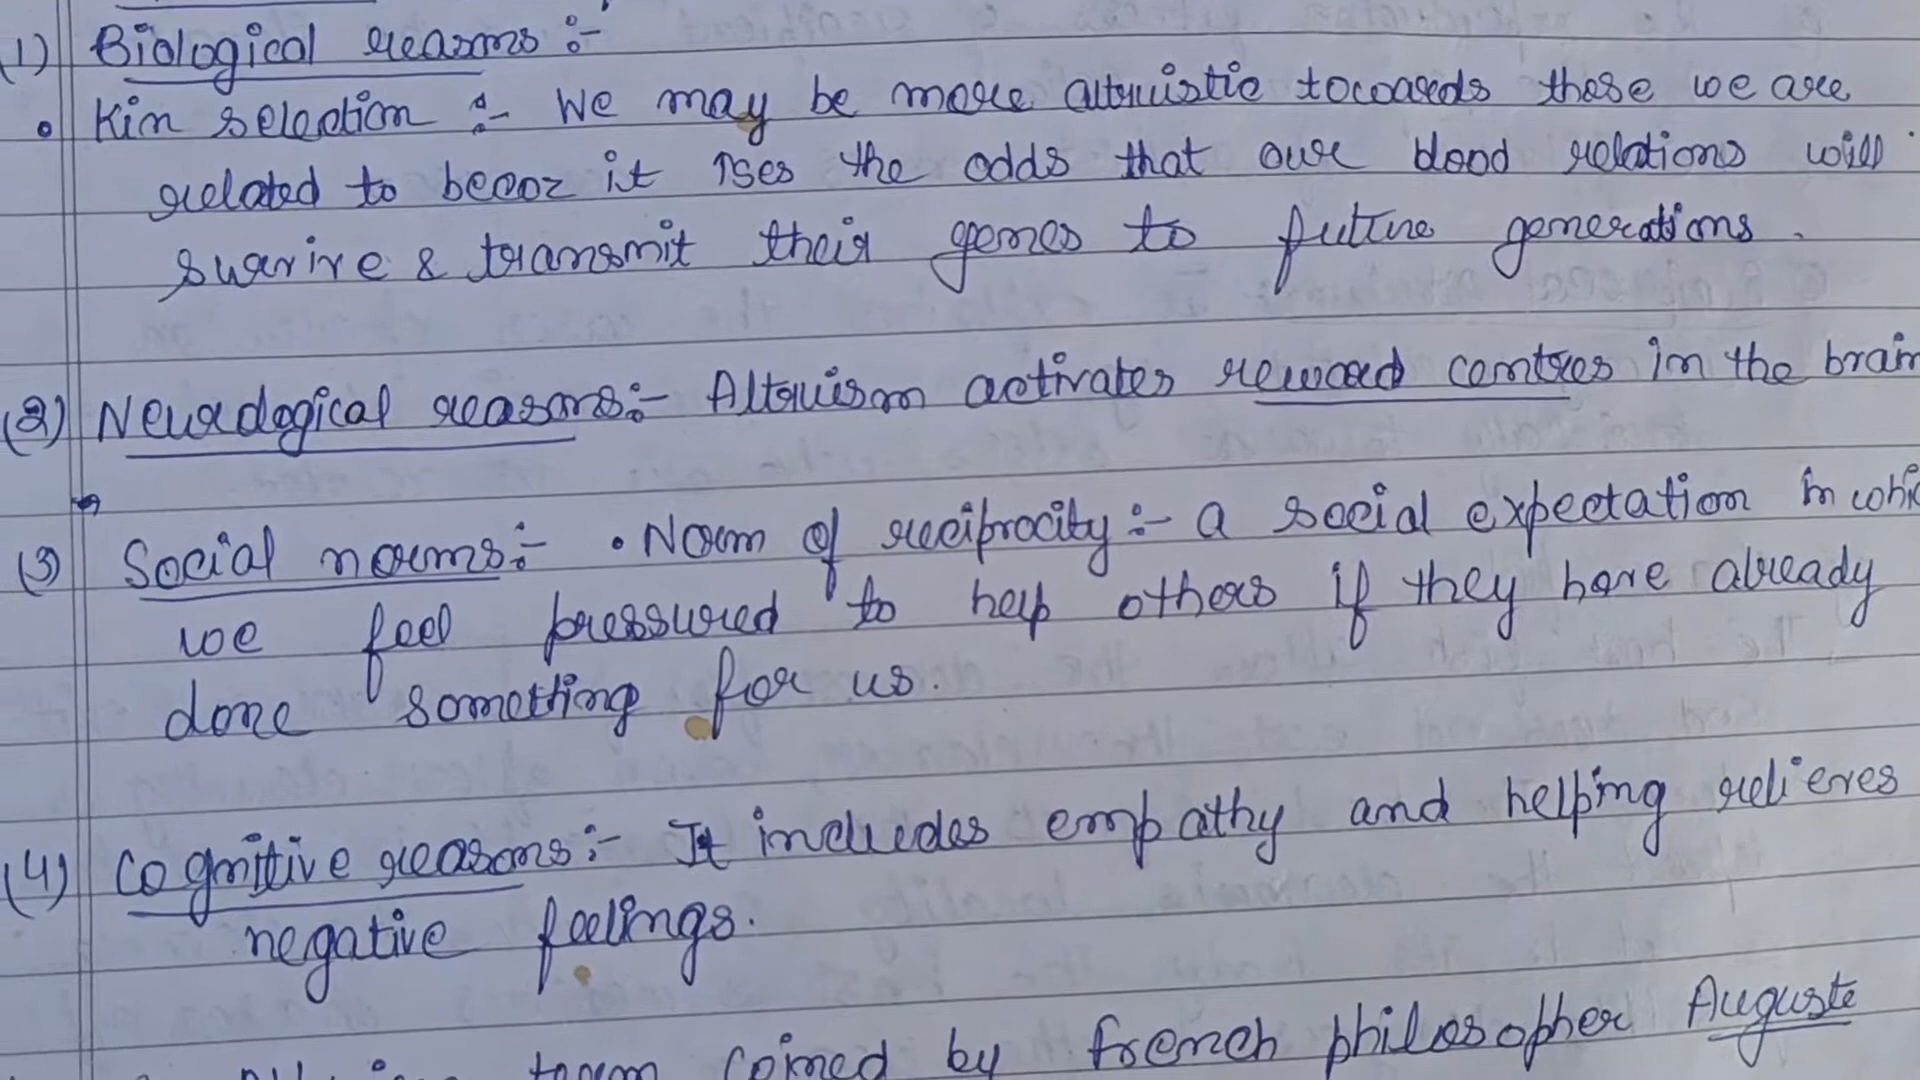 (1) Biological reasons :-
• Kin selection :- We may be more altruistic towards those we are
related to becoz it ↑ses the odds that our blood relations will
survive & transmit their genes to future generations.
(2) Neurological reasons:- Altruism activates reward centres in the brain
(3) Social norms:- • Norm of reciprocity :- a social expectation in whic
we feel pressured to help others if they have already
done something for us.
(4) Cognitive reasons:- It includes empathy and helping relieves
negative feelings.
term coined by french philosopher Auguste